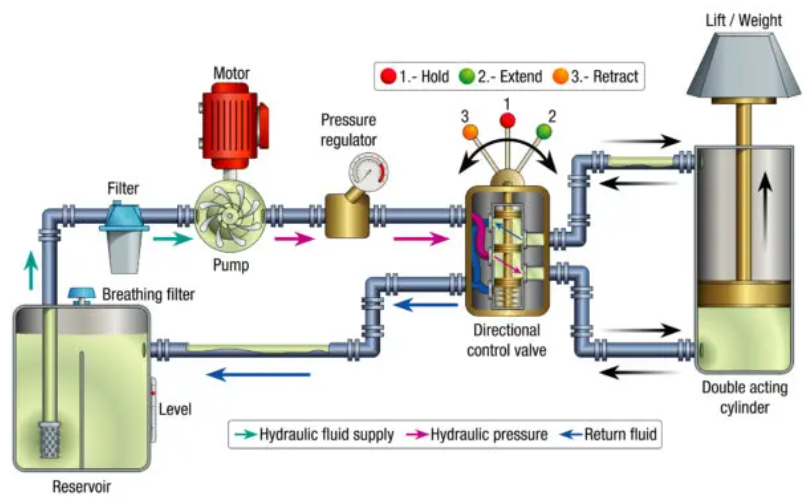 Lift / Weight
Motor
1.- Hold 2.- Extend 3.- Retract
Pressure
regulator
1
3
2
Filter
Pump
Breathing filter
Directional
control valve
Level
Double acting
cylinder
Hydraulic fluid supply Hydraulic pressure Return fluid
Reservoir